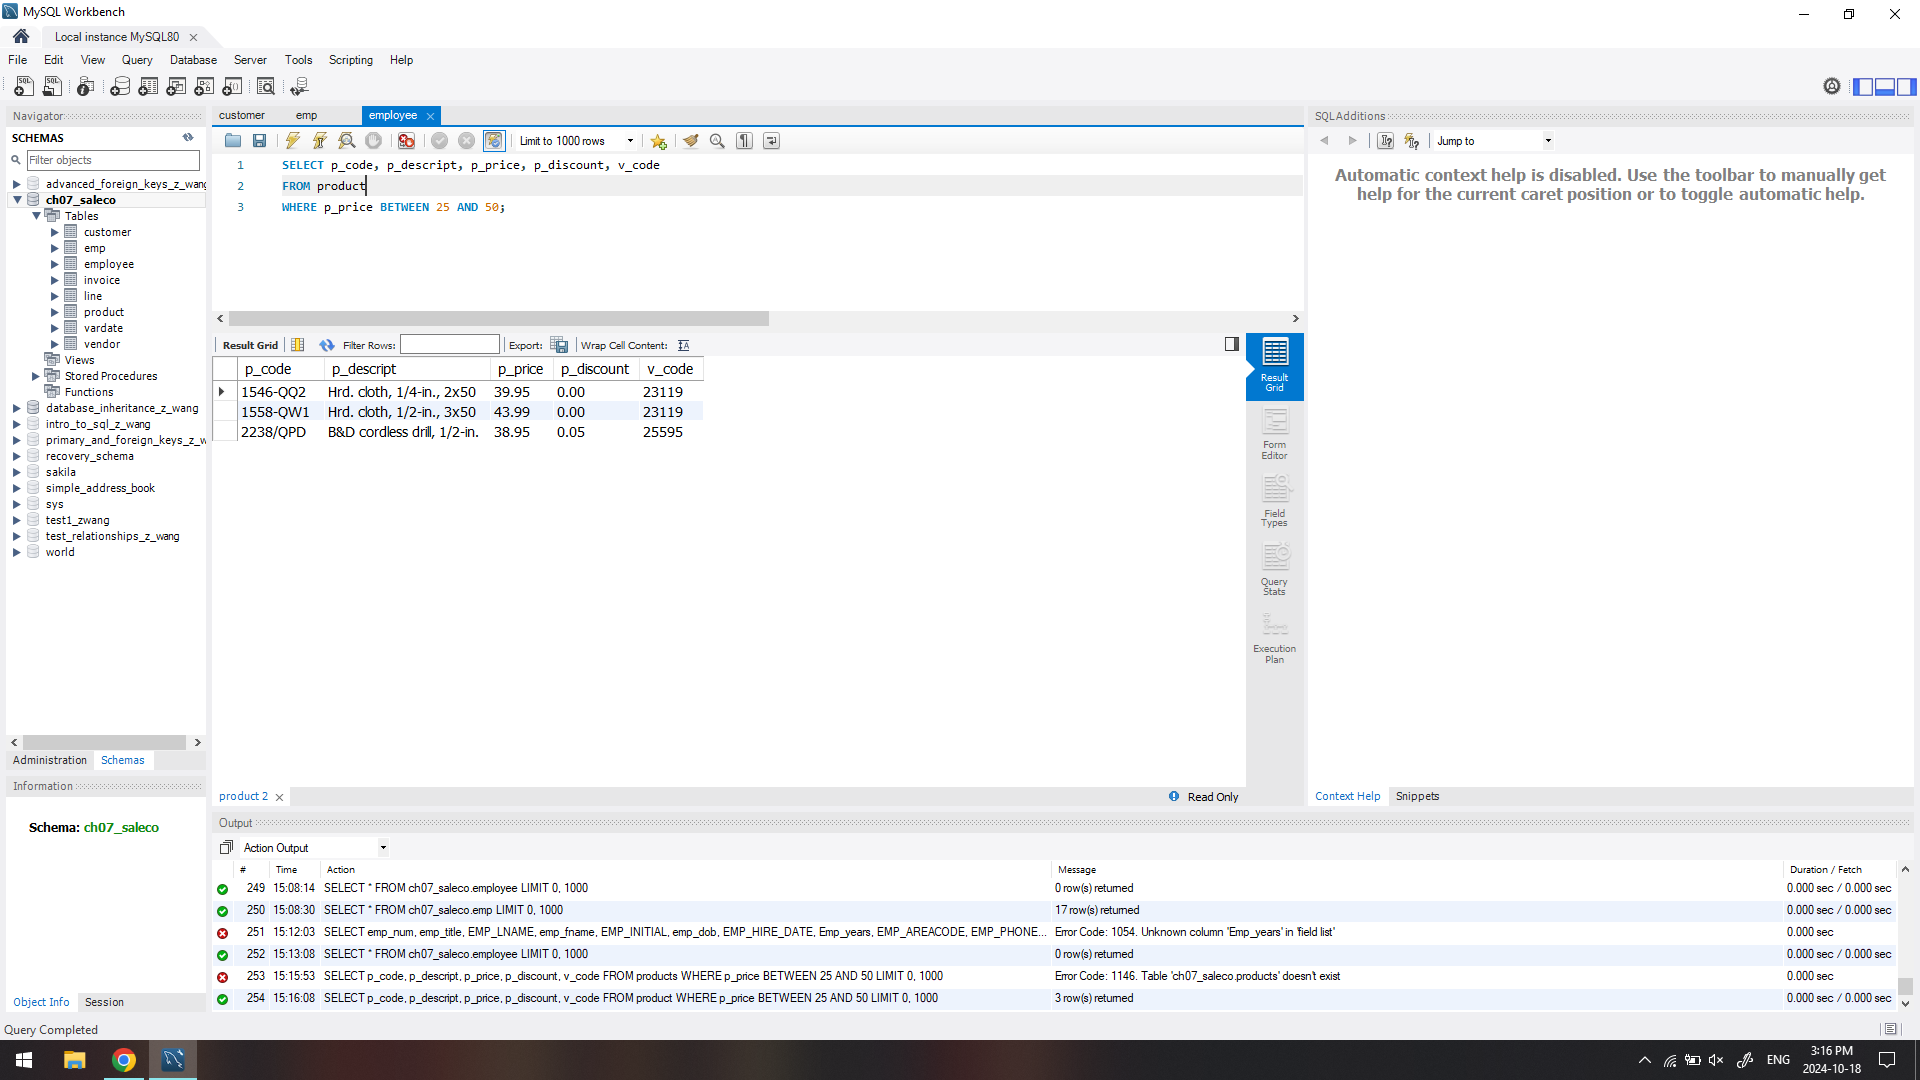 MySQL Workbench
Local instance MySQL80
File Edit View Query Database Server Tools Scripting Help
Navigator
SCHEMAS
Filter objects
advanced_foreign_keys_z_wang
ch07_saleco
Tables
customer
emp
employee
invoice
line
product
vardate
vendor
Views
Stored Procedures
Functions
database_inheritance_z_wang
intro_to_sql_z_wang
primary_and_foreign_keys_z_w
recovery_schema
sakila
simple_address_book
sys
test1_zwang
test_relationships_z_wang
world
Administration Schemas
Information
Schema: ch07_saleco
Object Info Session
customer emp employee
Limit to 1000 rows
1 SELECT p_code, p_descript, p_price, p_discount, v_code
2 FROM product
3 WHERE p_price BETWEEN 25 AND 50;
Result Grid Filter Rows: Export: Wrap Cell Content:
p_code p_descript p_price p_discount v_code
1546-QQ2 Hrd. cloth, 1/4-in., 2x50 39.95 0.00 23119
1558-QW1 Hrd. cloth, 1/2-in., 3x50 43.99 0.00 23119
2238/QPD B&D cordless drill, 1/2-in. 38.95 0.05 25595
Result
Grid
Form
Editor
Field
Types
Query
Stats
Execution
Plan
product 2
Read Only
SQLAdditions
Jump to
Automatic context help is disabled. Use the toolbar to manually get
help for the current caret position or to toggle automatic help.
Context Help Snippets
Output
Action Output
# Time Action Message Duration / Fetch
249 15:08:14 SELECT * FROM ch07_saleco.employee LIMIT 0, 1000 0 row(s) returned 0.000 sec / 0.000 sec
250 15:08:30 SELECT * FROM ch07_saleco.emp LIMIT 0, 1000 17 row(s) returned 0.000 sec / 0.000 sec
251 15:12:03 SELECT emp_num, emp_title, EMP_LNAME, emp_fname, EMP_INITIAL, emp_dob, EMP_HIRE_DATE, Emp_years, EMP_AREACODE, EMP_PHONE... Error Code: 1054. Unknown column 'Emp_years' in 'field list' 0.000 sec
252 15:13:08 SELECT * FROM ch07_saleco.employee LIMIT 0, 1000 0 row(s) returned 0.000 sec / 0.000 sec
253 15:15:53 SELECT p_code, p_descript, p_price, p_discount, v_code FROM products WHERE p_price BETWEEN 25 AND 50 LIMIT 0, 1000 Error Code: 1146. Table 'ch07_saleco.products' doesn't exist 0.000 sec
254 15:16:08 SELECT p_code, p_descript, p_price, p_discount, v_code FROM product WHERE p_price BETWEEN 25 AND 50 LIMIT 0, 1000 3 row(s) returned 0.000 sec / 0.000 sec
Query Completed
ENG
3:16 PM
2024-10-18